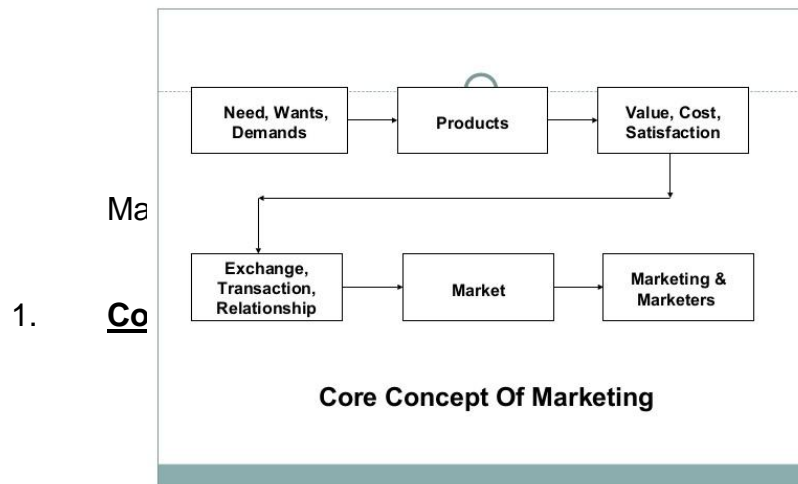 Need, Wants,
Demands
Products
Value, Cost,
Satisfaction
Ma
Exchange,
Transaction,
Relationship
Market
Marketing &
Marketers
1. Co
Core Concept Of Marketing